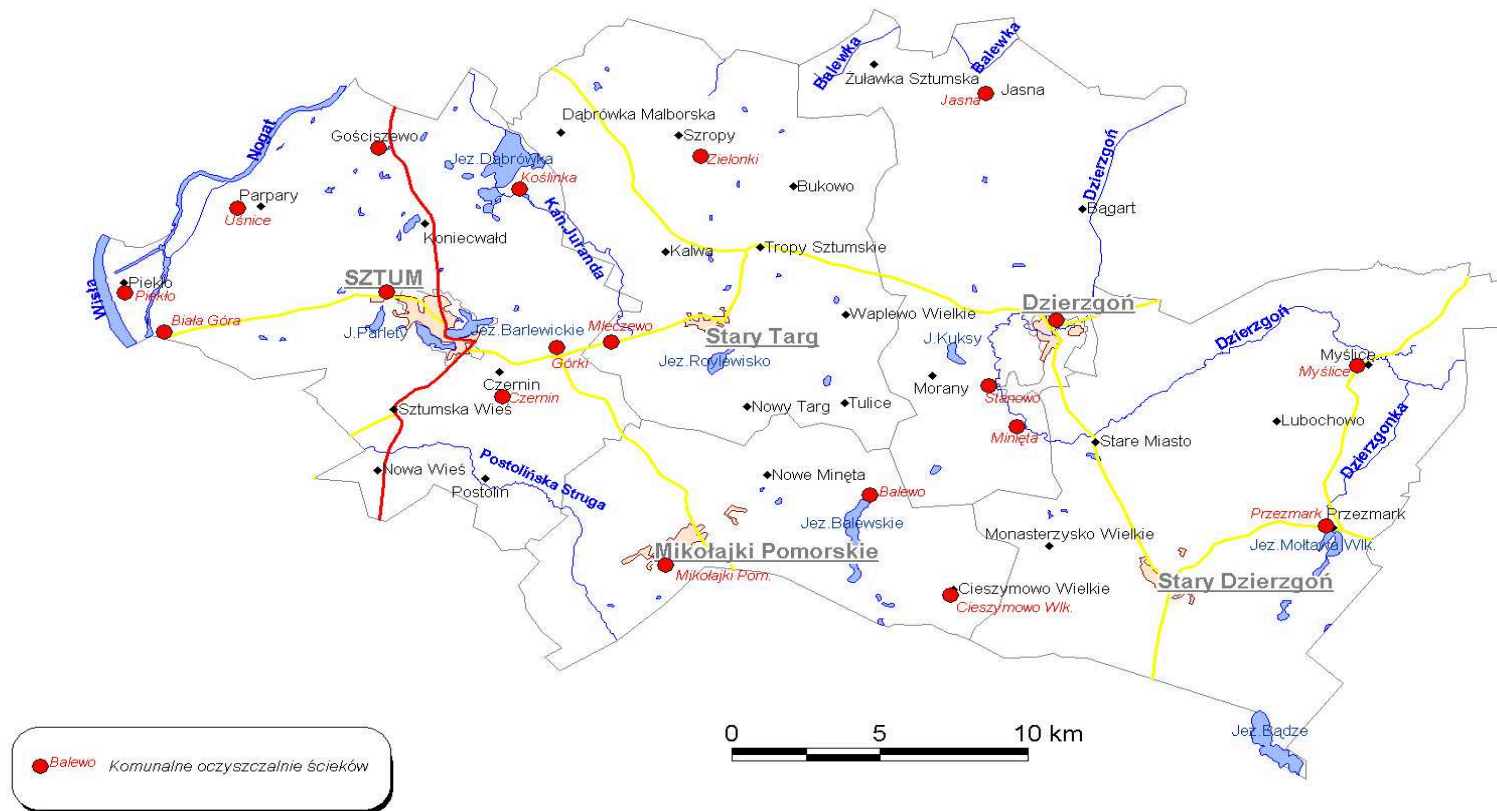 Balewka
Balewka
Żuławka Sztumska
Jasna
Jasna
Dąbrówka Malborska
Szropy
Gościszewo
Nogat
Jez.Dąbrówka
Zielonki
Dzierzgoń
Koślinka
Bukowo
Parpary
Uśnice
Kan.Juranda
Bagart
Koniecwałd
Kalwa
Tropy Sztumskie
SZTUM
Piekło
Piekło
Wisła
Dzierzgoń
Biała Góra
J.Parlety
Jez.Barlewickie
Mleczewo
Stary Targ
Waplewo Wielkie
J.Kuksy
Dzierzgoń
Górki
Jez.Roylewisko
Myślice
Myślice
Czernin
Czernin
Morany
Stanowo
Sztumska Wieś
Nowy Targ
Tulice
Minięta
Lubochowo
Stare Miasto
Dzierzgonka
Nowa Wieś
Postolin
Postolińska Struga
Nowe Minęta
Balewo
Jez.Balewskie
Przezmark
Przezmark
Monasterzysko Wielkie
Jez.Mołtawa Wlk.
Mikołajki Pomorskie
Mikołajki Pom.
Cieszymowo Wielkie
Cieszymowo Wlk.
Stary Dzierzgoń
Jez.Bądze
0 5 10 km
Balewo Komunalne oczyszczalnie ścieków